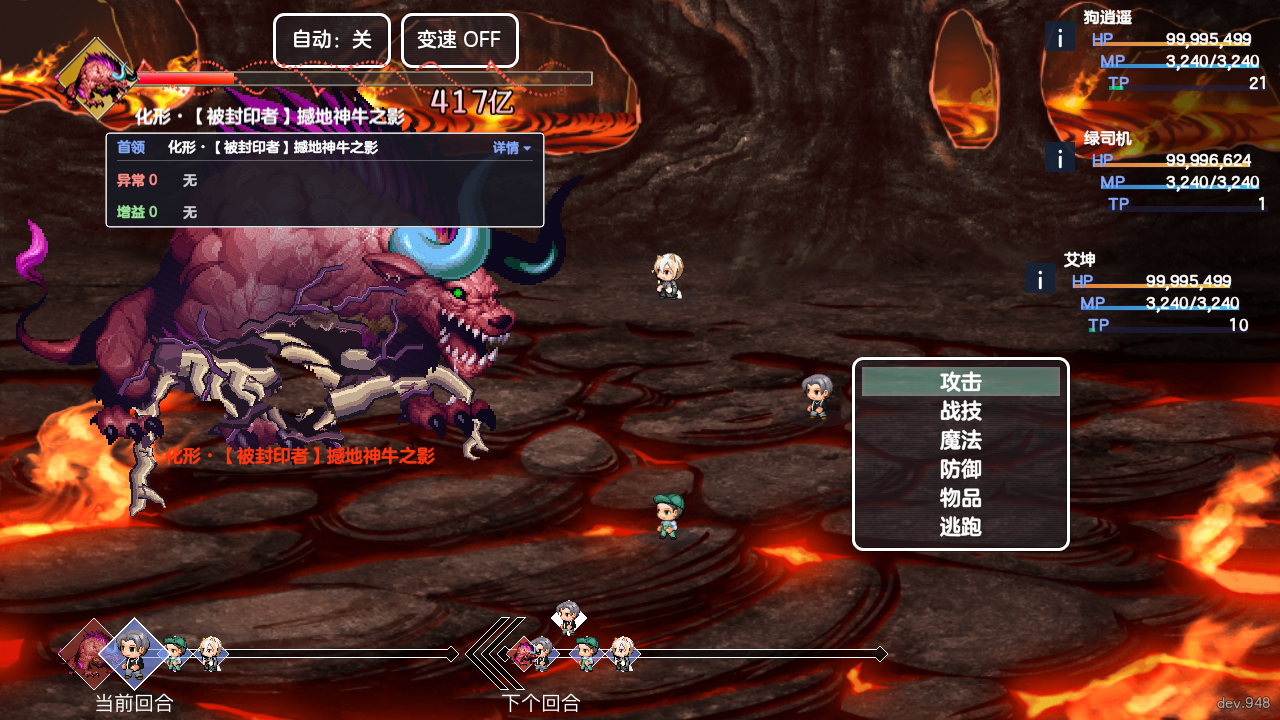 自动：关
变速 OFF
417亿
化形·【被封印者】撼地神牛之影
首领 化形·【被封印者】撼地神牛之影 详情
异常 0 无
增益 0 无
狗逍遥
i
HP 99,995,499
MP 3,240/3,240
TP 21
绿司机
i
HP 99,996,624
MP 3,240/3,240
TP 1
艾坤
i
HP 99,995,499
MP 3,240/3,240
TP 10
攻击
战技
魔法
防御
物品
逃跑
化形·【被封印者】撼地神牛之影
当前回合
下个回合
dev.948